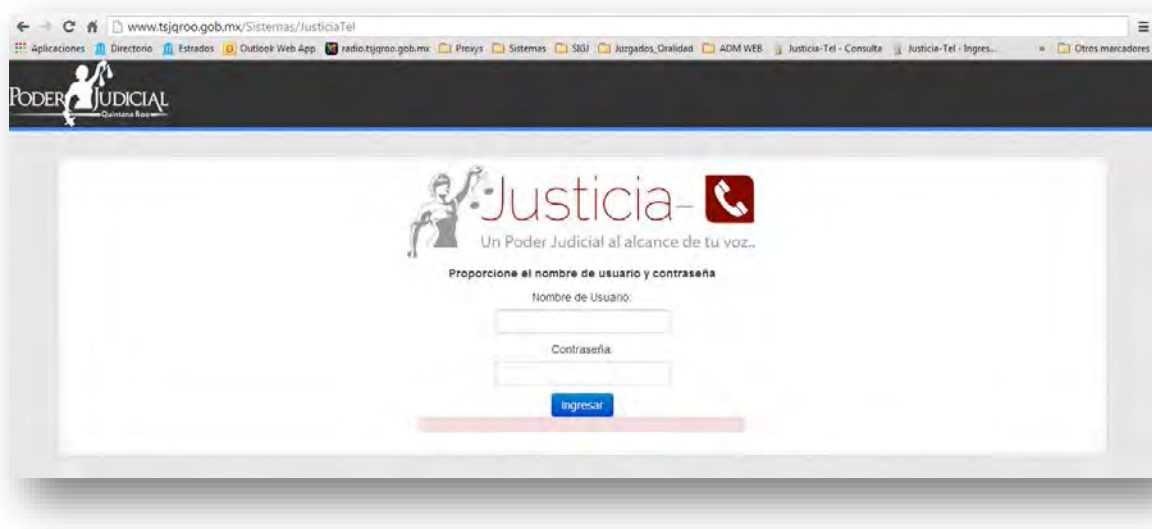 www.tsjqroo.gob.mx/Sistemas/JusticiaTel
Aplicaciones Directorio Estrados Outlook Web App radio.tsjqroo.gob.mx Proxys Sistemas SIGJ Juzgados_Oralidad ADM WEB Justicia-Tel - Consulta Justicia-Tel - Ingres... » Otros marcadores
PODER JUDICIAL
Quintana Roo
Justicia-
Un Poder Judicial al alcance de tu voz..
Proporcione el nombre de usuario y contraseña
Nombre de Usuario:
Contraseña:
Ingresar